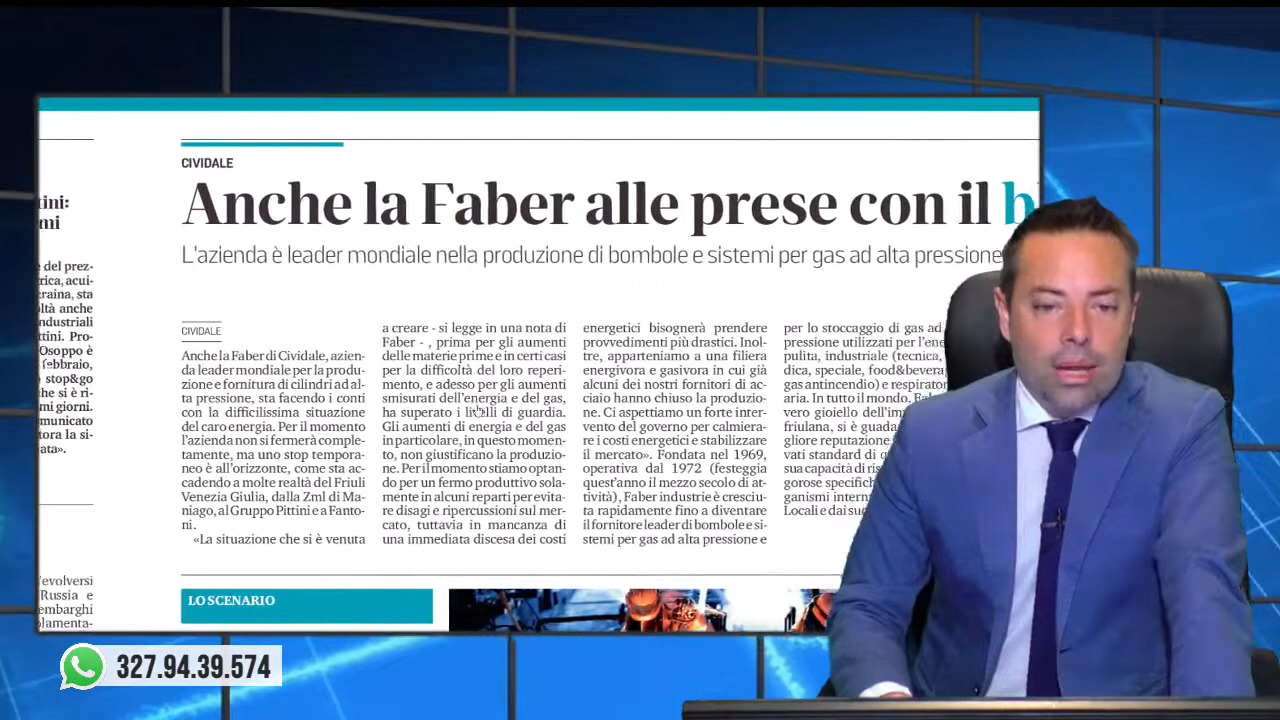 CIVIDALE
Anche la Faber alle prese con il b
L'azienda è leader mondiale nella produzione di bombole e sistemi per gas ad alta pressione
tini:
mi
e del prez-
trica, acui-
craina, sta
oltà anche
ndustriali
ttini. Pro-
Osoppo è
febbraio,
stop&go
che si è ri-
mi giorni.
municato
tora la si-
ata».
l'evolversi
Russia e
embarghi
plamenta-
CIVIDALE
Anche la Faber di Cividale, azien-
da leader mondiale per la produ-
zione e fornitura di cilindri ad al-
ta pressione, sta facendo i conti
con la difficilissima situazione
del caro energia. Per il momento
l'azienda non si fermerà comple-
tamente, ma uno stop tempora-
neo è all'orizzonte, come sta ac-
cadendo a molte realtà del Friuli
Venezia Giulia, dalla Zml di Ma-
niago, al Gruppo Pittini e a Fanto-
ni.
«La situazione che si è venuta
a creare - si legge in una nota di
Faber - , prima per gli aumenti
delle materie prime e in certi casi
per la difficoltà del loro reperi-
mento, e adesso per gli aumenti
smisurati dell'energia e del gas,
ha superato i livelli di guardia.
Gli aumenti di energia e del gas
in particolare, in questo momen-
to, non giustificano la produzio-
ne. Per il momento stiamo optan-
do per un fermo produttivo sola-
mente in alcuni reparti per evita-
re disagi e ripercussioni sul mer-
cato, tuttavia in mancanza di
una immediata discesa dei costi
energetici bisognerà prendere
provvedimenti più drastici. Inol-
tre, apparteniamo a una filiera
energivora e gasivora in cui già
alcuni dei nostri fornitori di ac-
ciaio hanno chiuso la produzio-
ne. Ci aspettiamo un forte inter-
vento del governo per calmiera-
re i costi energetici e stabilizzare
il mercato». Fondata nel 1969,
operativa dal 1972 (festeggia
quest'anno il mezzo secolo di at-
tività), Faber industrie è cresciu-
ta rapidamente fino a diventare
il fornitore leader di bombole e si-
stemi per gas ad alta pressione e
per lo stoccaggio di gas ad
pressione utilizzati per l'ene
pulita, industriale (tecnica,
dica, speciale, food&bevera
gas antincendio) e respirator
aria. In tutto il mondo. Fab
vero gioiello dell'im
friulana, si è guada
gliore reputazione
vati standard di q
sua capacità di ris
gorose specifich
ganismi intern
Locali e dai suo
LO SCENARIO
327.94.39.574